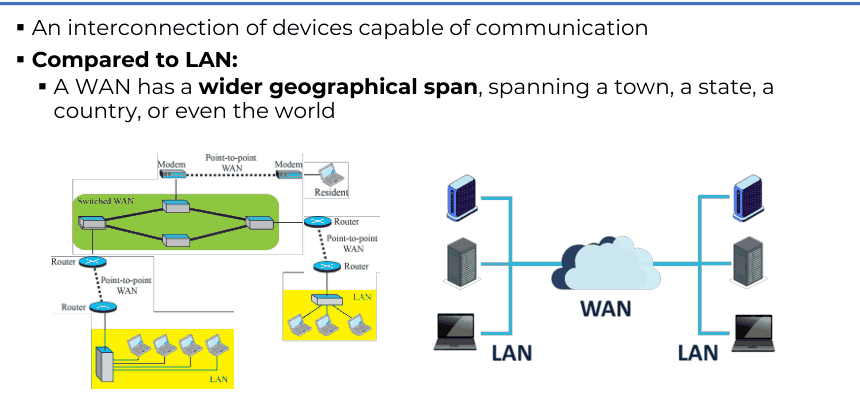 ▪ An interconnection of devices capable of communication
▪ Compared to LAN:
▪ A WAN has a wider geographical span, spanning a town, a state, a
country, or even the world
Point-to-point
WAN
Modem
Modem
Resident
Switched WAN
Router
Point-to-point
WAN
Router
Router
Point-to-point
WAN
Router
LAN
LAN
WAN
LAN
LAN